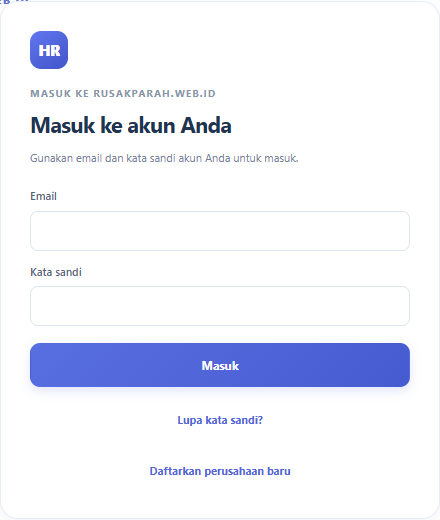 HR
MASUK KE RUSAKPARAH.WEB.ID
Masuk ke akun Anda
Gunakan email dan kata sandi akun Anda untuk masuk.
Email
Kata sandi
Masuk
Lupa kata sandi?
Daftarkan perusahaan baru